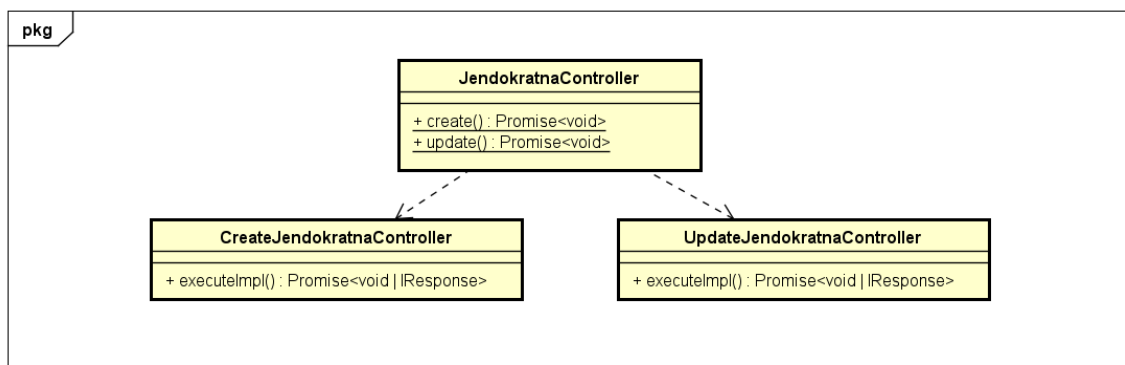 pkg
JendokratnaController
+ create() : Promise<void>
+ update() : Promise<void>
CreateJendokratnaController
+ executeImpl() : Promise<void | IResponse>
UpdateJendokratnaController
+ executeImpl() : Promise<void | IResponse>